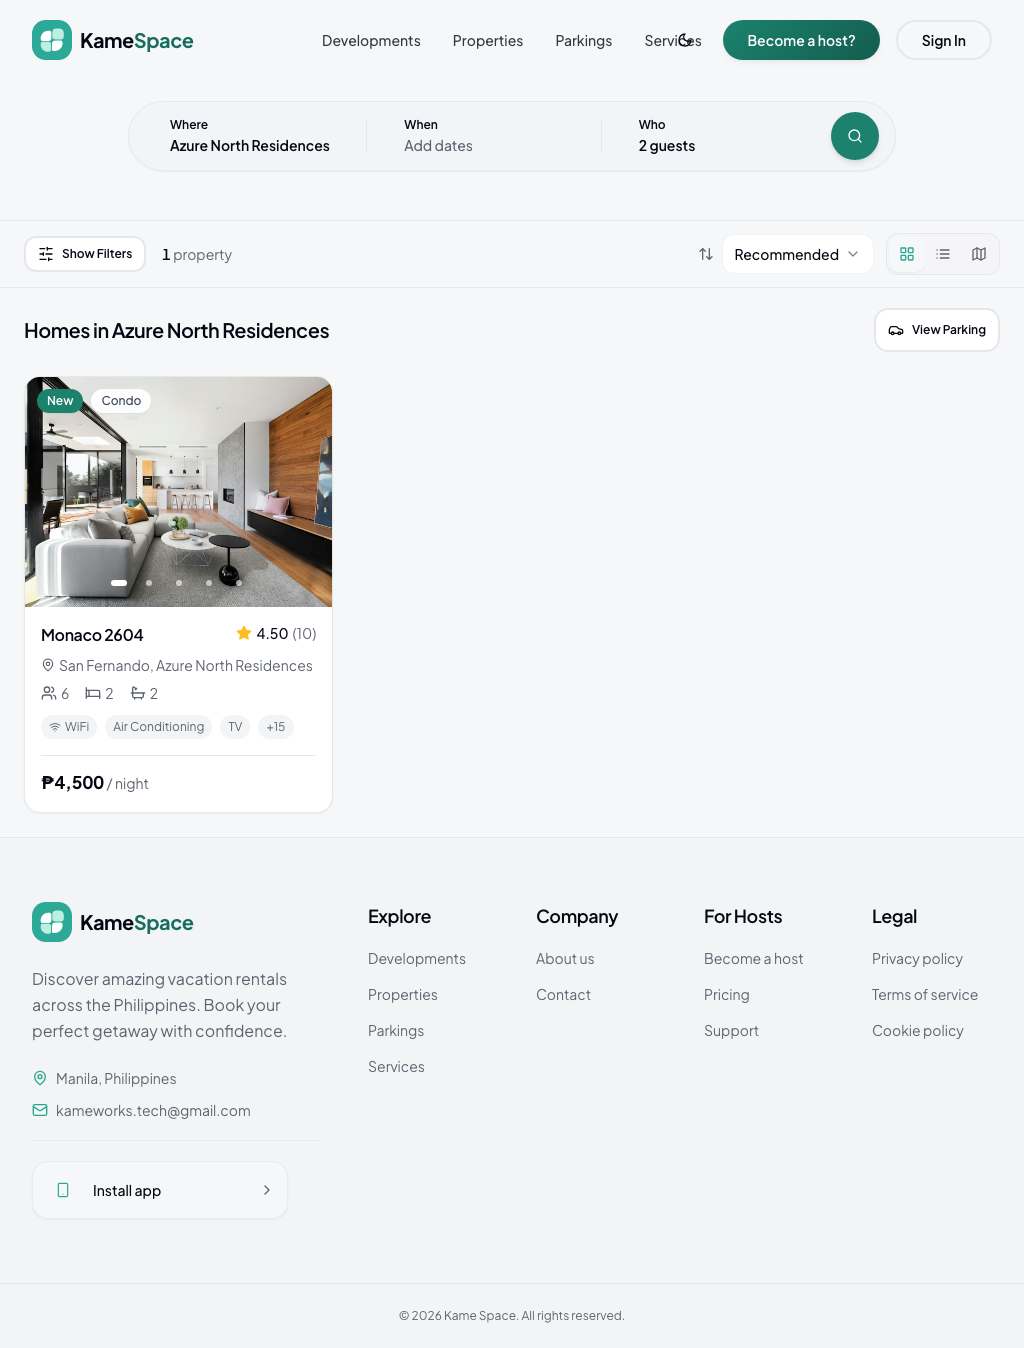 KameSpace
Developments
Properties
Parkings
Services
Become a host?
Sign In
Where
Azure North Residences
When
Add dates
Who
2 guests
Show Filters
1 property
Recommended
Homes in Azure North Residences
View Parking
New
Condo
Monaco 2604
4.50 (10)
San Fernando, Azure North Residences
6
2
2
WiFi
Air Conditioning
TV
+15
₱4,500 / night
KameSpace
Discover amazing vacation rentals
across the Philippines. Book your
perfect getaway with confidence.
Manila, Philippines
kameworks.tech@gmail.com
Install app
Explore
Developments
Properties
Parkings
Services
Company
About us
Contact
For Hosts
Become a host
Pricing
Support
Legal
Privacy policy
Terms of service
Cookie policy
© 2026 Kame Space. All rights reserved.